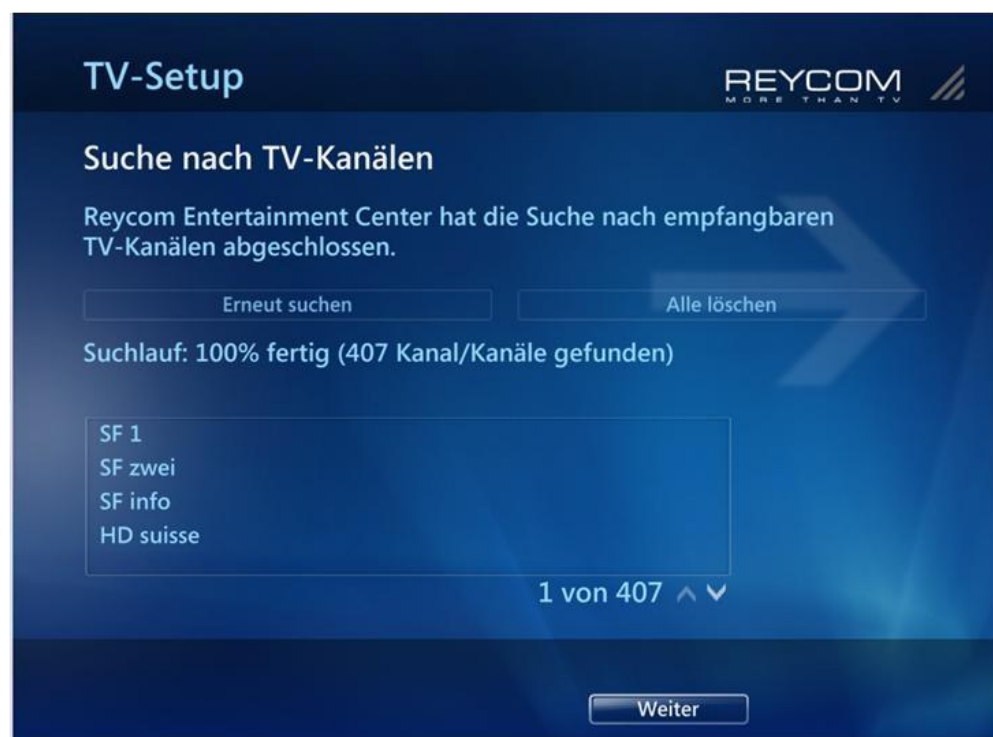 TV-Setup
REYCOM
MORE THAN TV
Suche nach TV-Kanälen
Reycom Entertainment Center hat die Suche nach empfangbaren
TV-Kanälen abgeschlossen.
Erneut suchen
Alle löschen
Suchlauf: 100% fertig (407 Kanal/Kanäle gefunden)
SF 1
SF zwei
SF info
HD suisse
1 von 407
Weiter